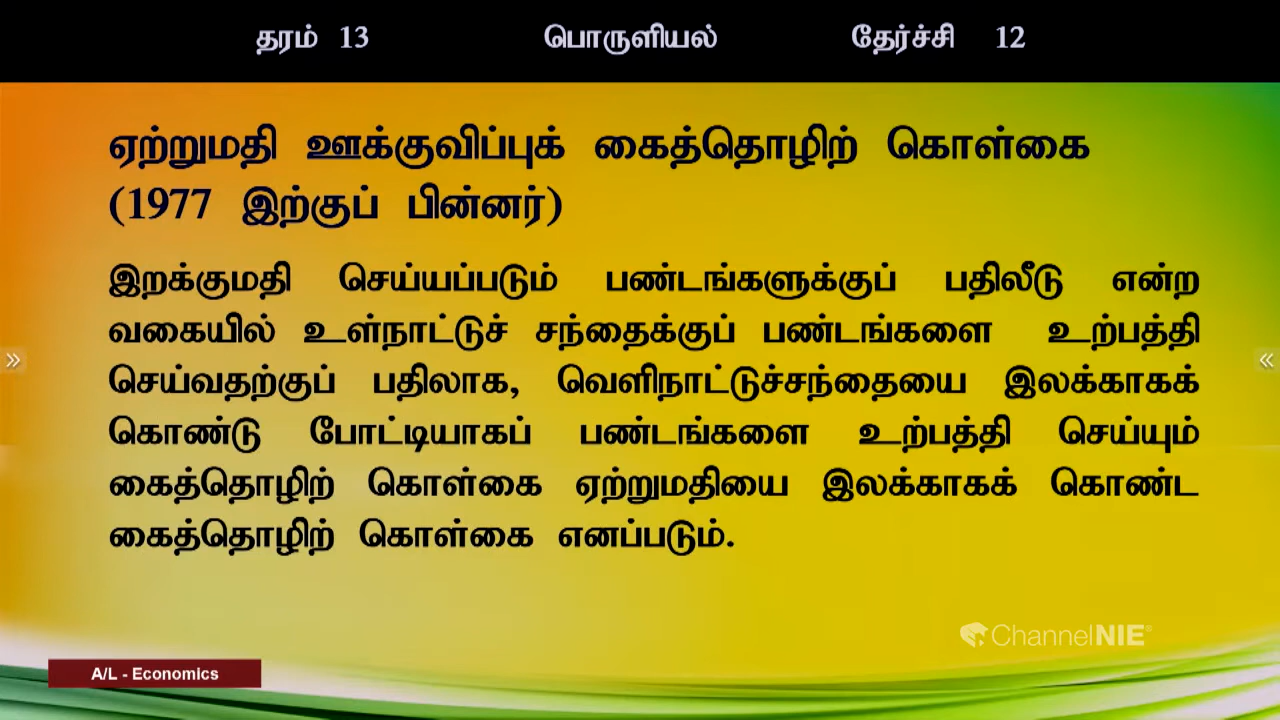 தரம் 13 பொருளியல் தேர்ச்சி 12
ஏற்றுமதி ஊக்குவிப்புக் கைத்தொழிற் கொள்கை
(1977 இற்குப் பின்னர்)
இறக்குமதி செய்யப்படும் பண்டங்களுக்குப் பதிலீடு என்ற
வகையில் உள்நாட்டுச் சந்தைக்குப் பண்டங்களை உற்பத்தி
செய்வதற்குப் பதிலாக, வெளிநாட்டுச்சந்தையை இலக்காகக்
கொண்டு போட்டியாகப் பண்டங்களை உற்பத்தி செய்யும்
கைத்தொழிற் கொள்கை ஏற்றுமதியை இலக்காகக் கொண்ட
கைத்தொழிற் கொள்கை எனப்படும்.
ChannelNIE
A/L - Economics